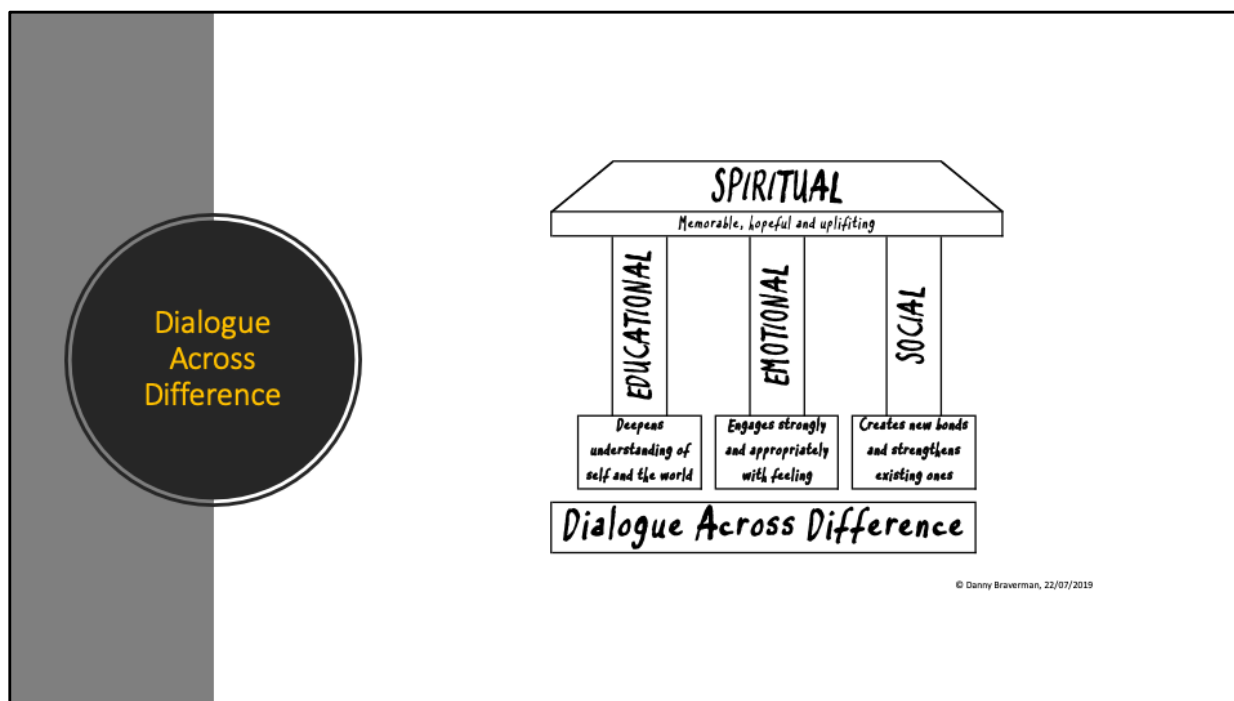 Dialogue
Across
Difference
SPIRITUAL
Memorable, hopeful and uplifiting
EDUCATIONAL
EMOTIONAL
SOCIAL
Deepens
understanding of
self and the world
Engages strongly
and appropriately
with feeling
Creates new bonds
and strengthens
existing ones
Dialogue Across Difference
© Danny Braverman, 22/07/2019